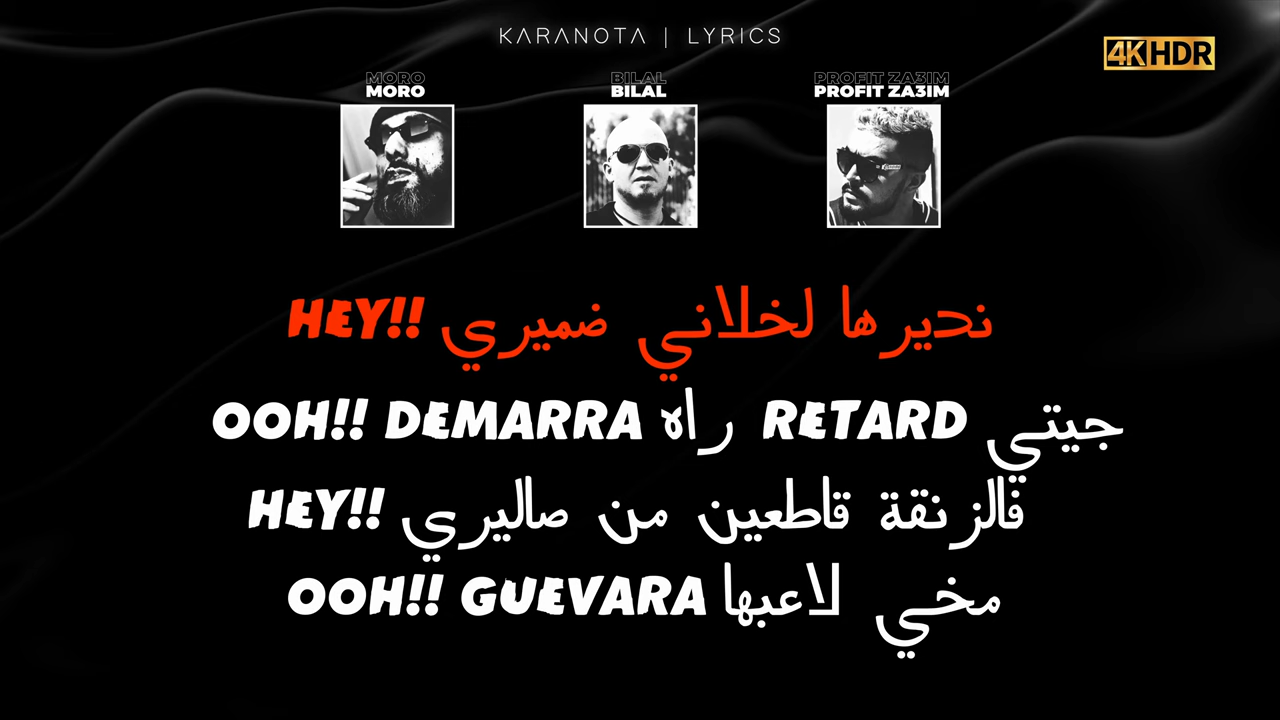 KARANOTA | LYRICS
4K HDR
MORO
MORO
BILAL
BILAL
PROFIT ZA3IM
PROFIT ZA3IM
نديرها لخلاني ضميري HEY!!
جيتي RETARD راه DEMARRA OOH!!
فالزنقة قاطعين من صاليري HEY!!
مخي لاعبها GUEVARA OOH!!